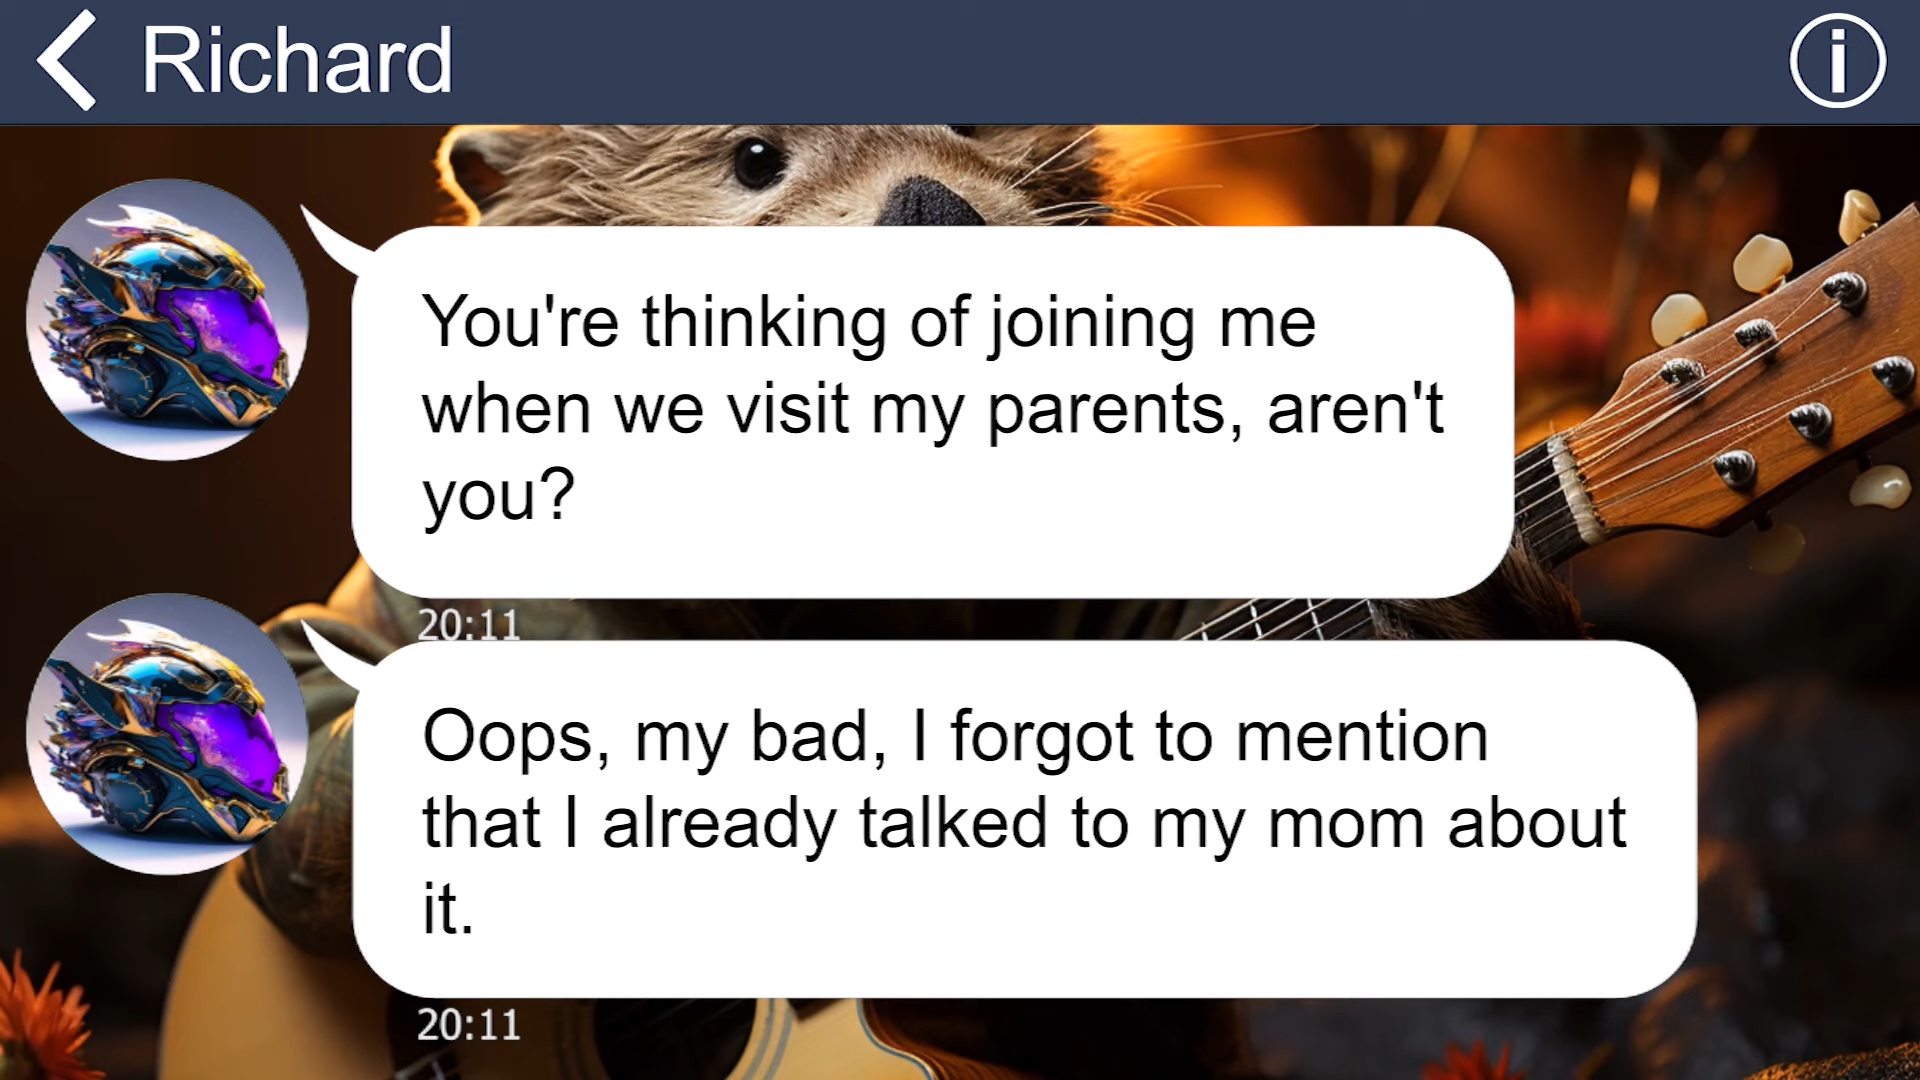 Richard
You're thinking of joining me
when we visit my parents, aren't
you?
20:11
Oops, my bad, I forgot to mention
that I already talked to my mom about
it.
20:11